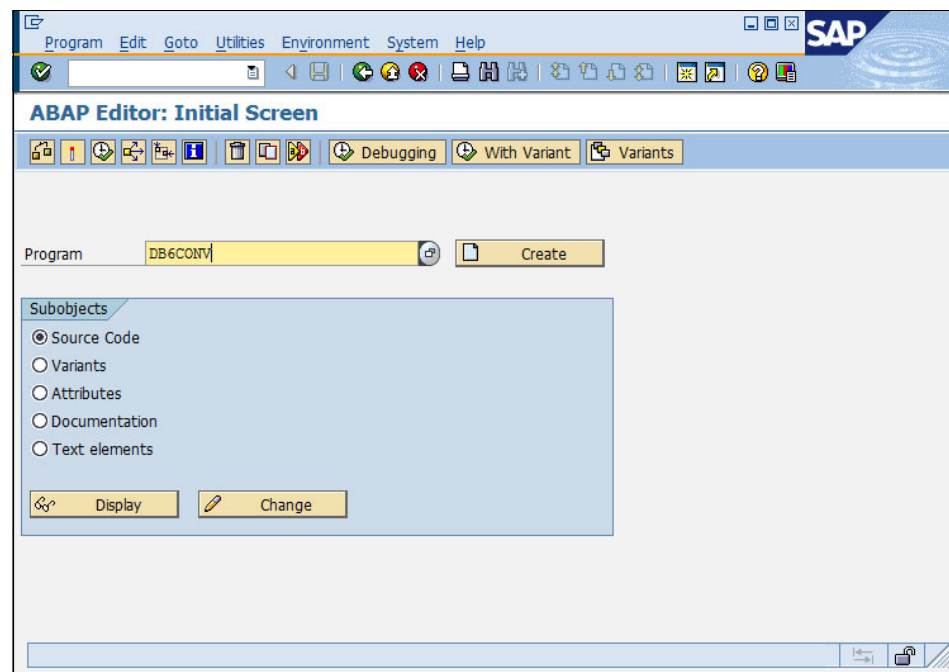 SAP
Program Edit Goto Utilities Environment System Help
ABAP Editor: Initial Screen
Debugging With Variant Variants
Program DB6CONV Create
Subobjects
Source Code
Variants
Attributes
Documentation
Text elements
Display Change